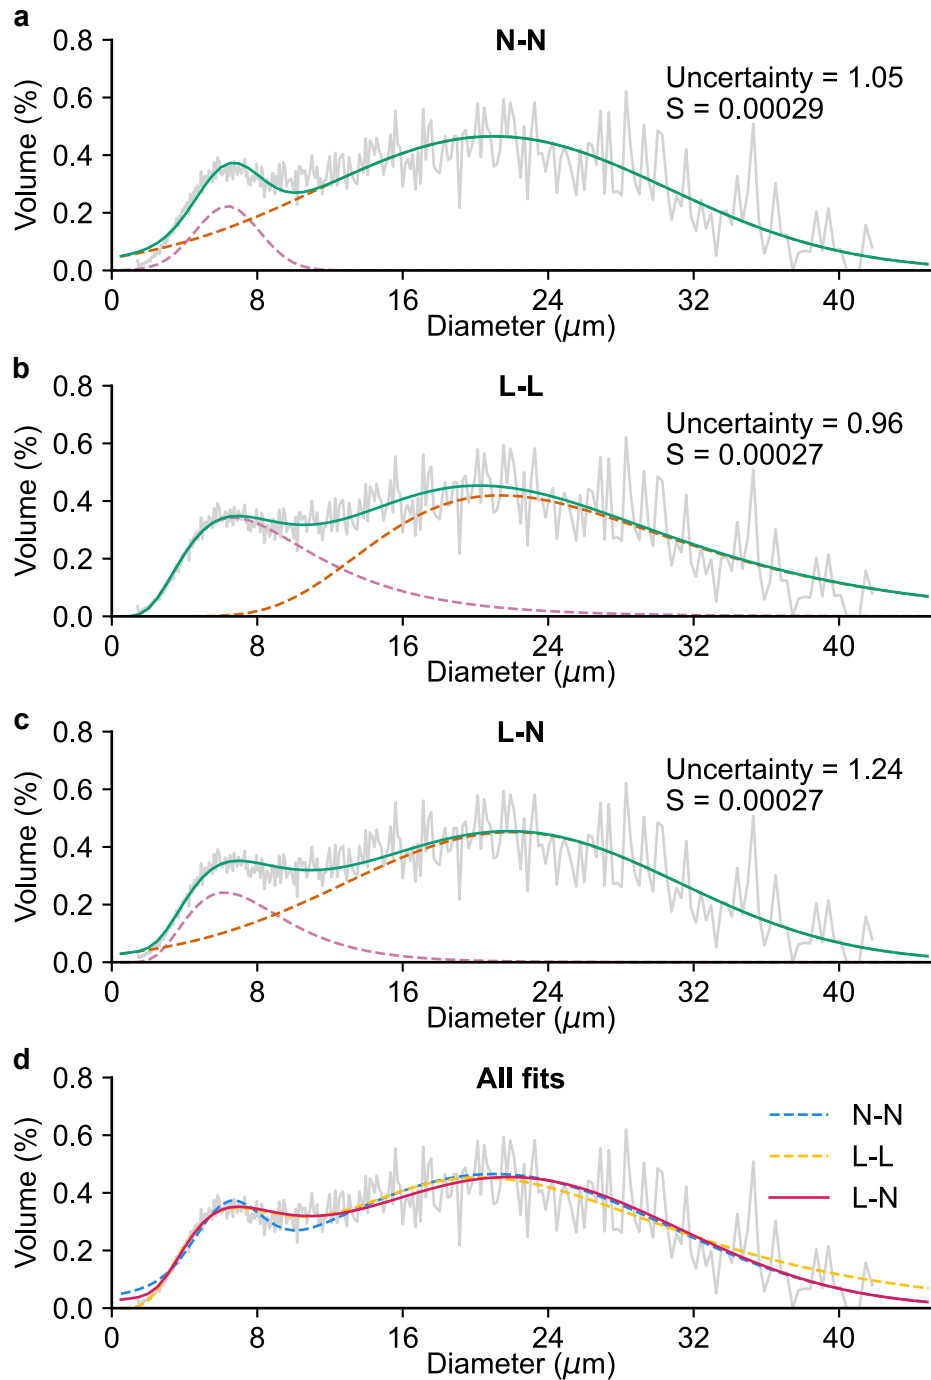 a
N-N
0.8
0.6
0.4
0.2
0.0
Volume (%)
Uncertainty = 1.05
S = 0.00029
0 8 16 24 32 40
Diameter (μm)
b
L-L
0.8
0.6
0.4
0.2
0.0
Volume (%)
Uncertainty = 0.96
S = 0.00027
0 8 16 24 32 40
Diameter (μm)
c
L-N
0.8
0.6
0.4
0.2
0.0
Volume (%)
Uncertainty = 1.24
S = 0.00027
0 8 16 24 32 40
Diameter (μm)
d
All fits
0.8
0.6
0.4
0.2
0.0
Volume (%)
N-N
L-L
L-N
0 8 16 24 32 40
Diameter (μm)